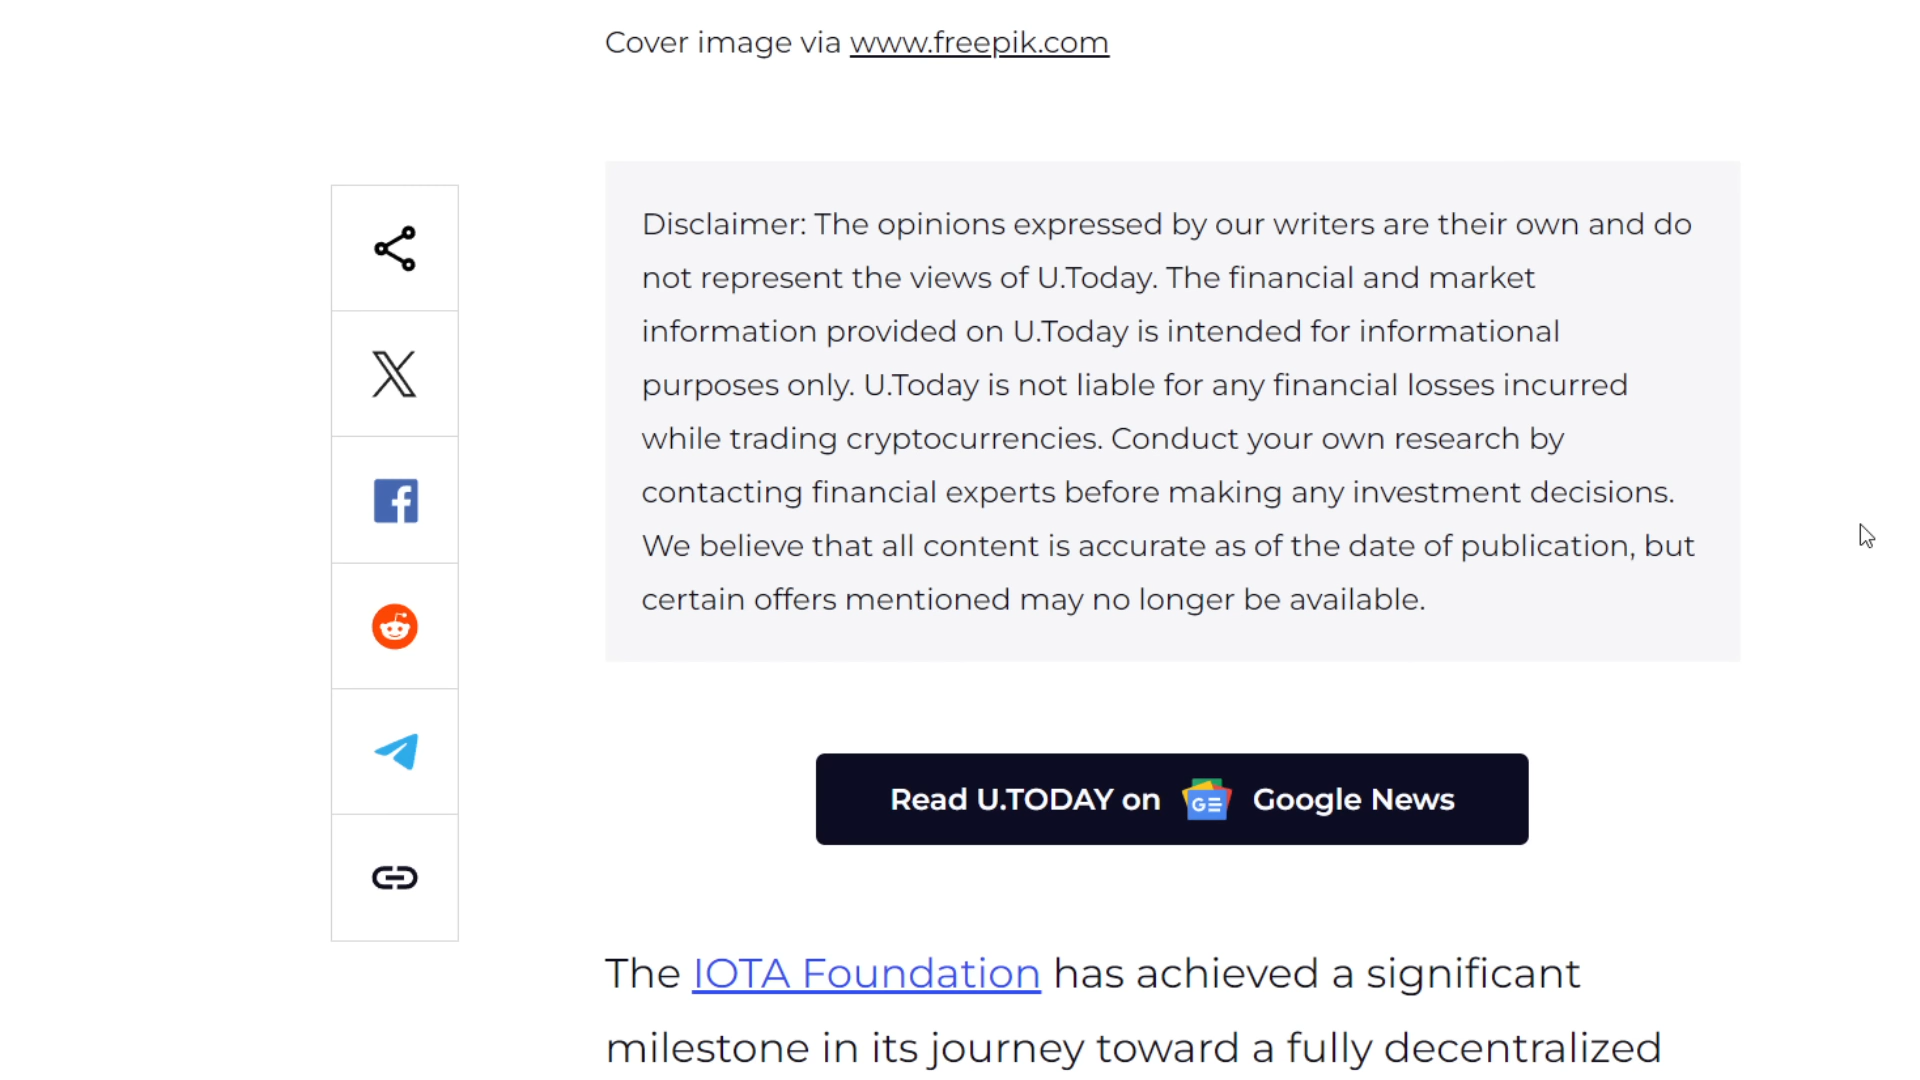 Cover image via www.freepik.com
Disclaimer: The opinions expressed by our writers are their own and do
not represent the views of U.Today. The financial and market
information provided on U.Today is intended for informational
purposes only. U.Today is not liable for any financial losses incurred
while trading cryptocurrencies. Conduct your own research by
contacting financial experts before making any investment decisions.
We believe that all content is accurate as of the date of publication, but
certain offers mentioned may no longer be available.
Read U.TODAY on GE Google News
The IOTA Foundation has achieved a significant
milestone in its journey toward a fully decentralized